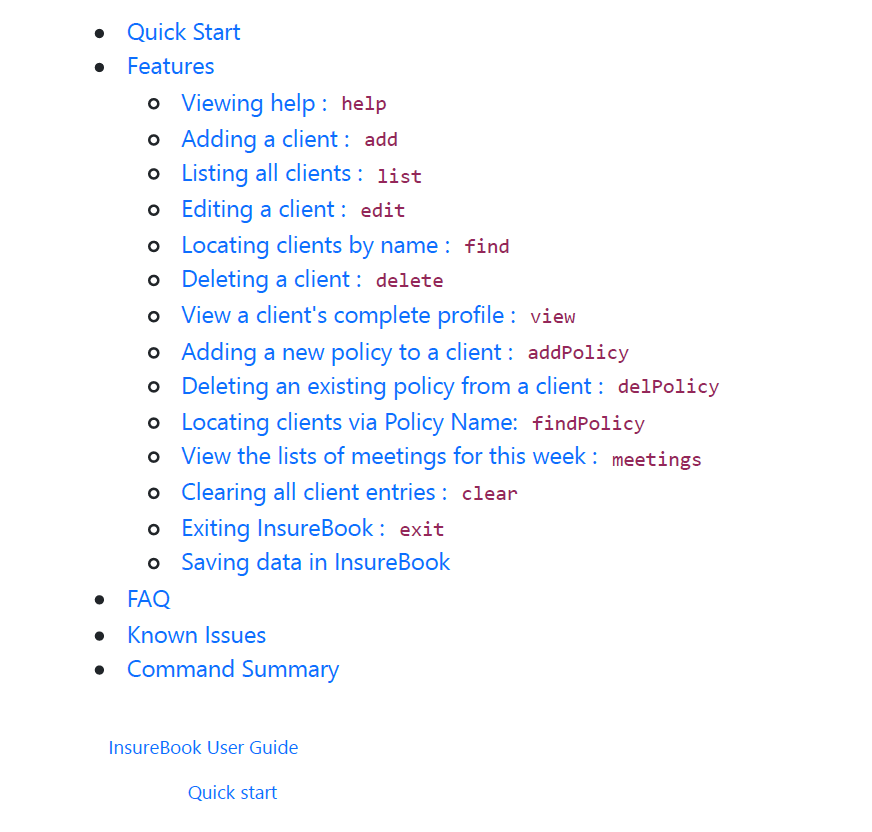 Quick Start
Features
Viewing help : help
Adding a client : add
Listing all clients : list
Editing a client : edit
Locating clients by name : find
Deleting a client : delete
View a client's complete profile : view
Adding a new policy to a client : addPolicy
Deleting an existing policy from a client : delPolicy
Locating clients via Policy Name: findPolicy
View the lists of meetings for this week : meetings
Clearing all client entries : clear
Exiting InsureBook : exit
Saving data in InsureBook
FAQ
Known Issues
Command Summary
InsureBook User Guide
Quick start